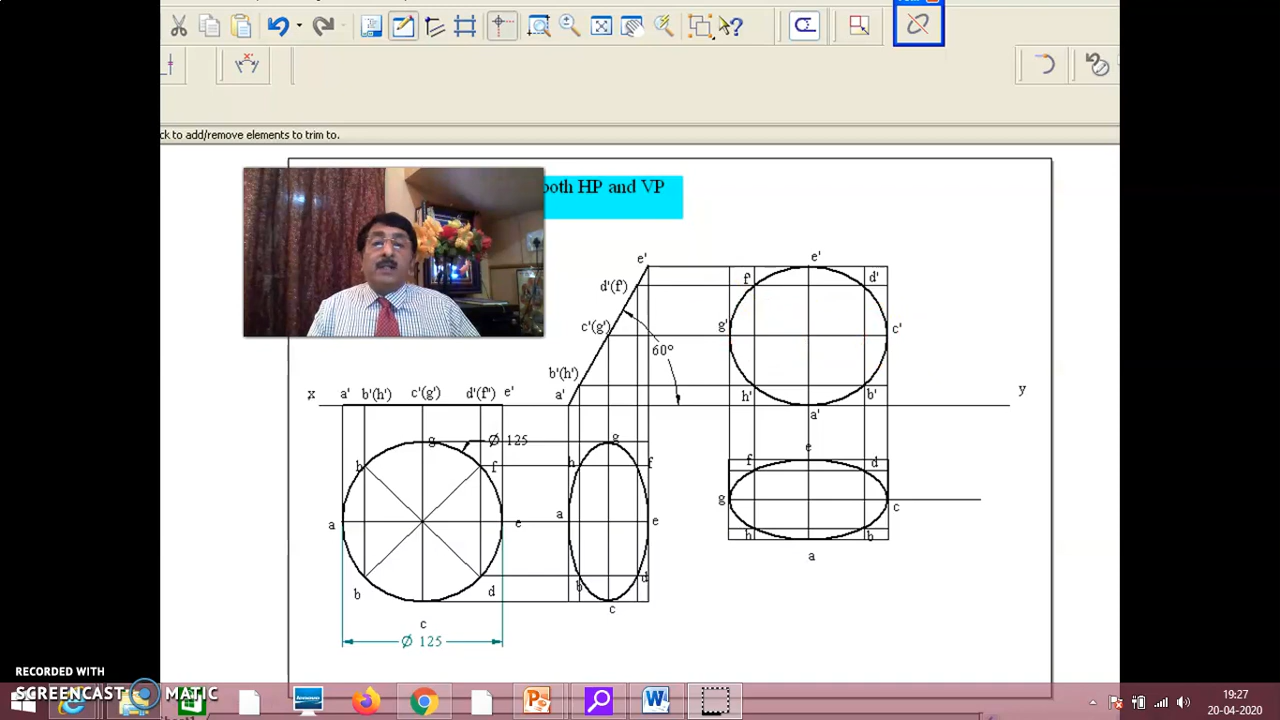 ck to add/remove elements to trim to.
both HP and VP
e'
d'(f')
c'(g')
b'(h')
a'
60°
e'
f'
d'
g'
c'
h'
b'
a'
x
a'
b'(h')
c'(g')
d'(f')
e'
y
g
Ø 125
b
f
a
e
b
d
c
Ø 125
g
h
f
a
e
b
d
c
e
f
d
g
c
h
b
a
RECORDED WITH
SCREENCAST MATIC
19:27
20-04-2020